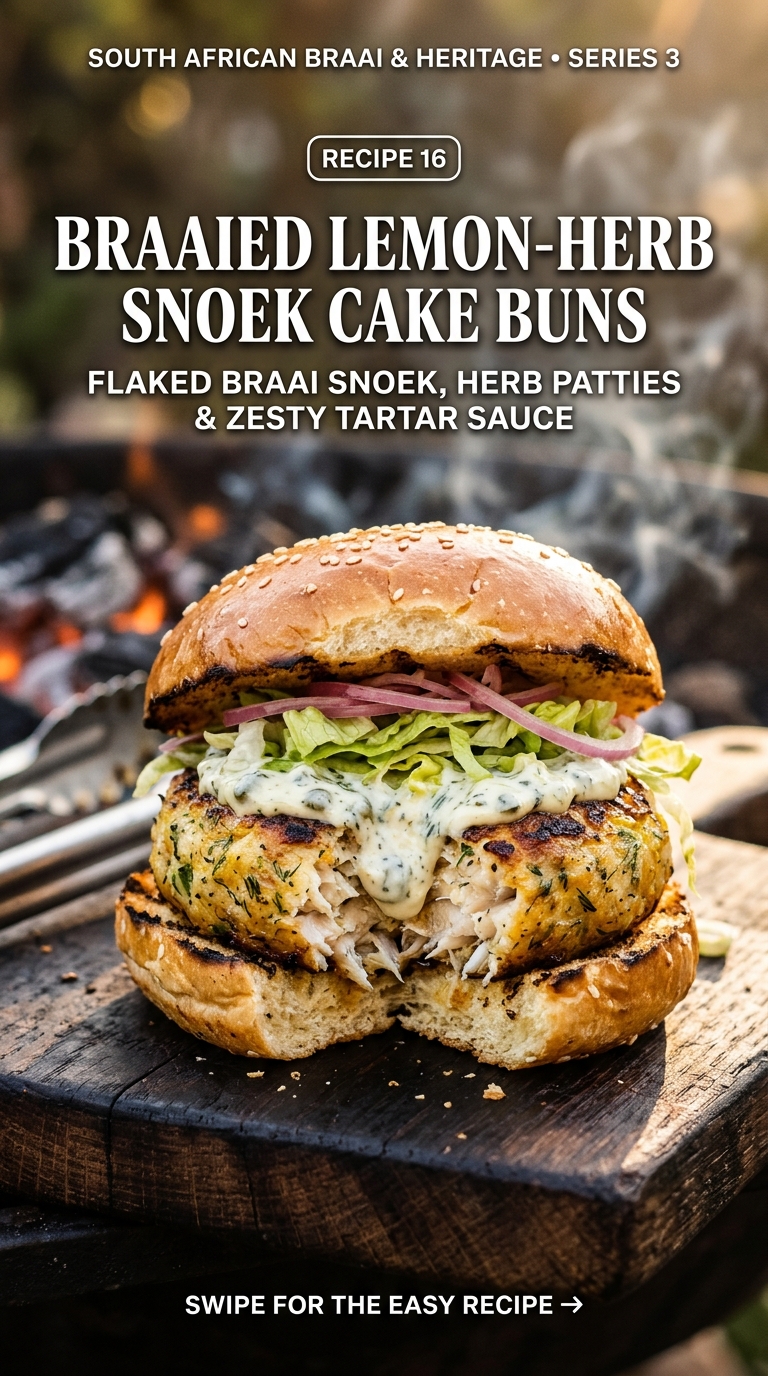 SOUTH AFRICAN BRAAI & HERITAGE • SERIES 3
RECIPE 16
BRAAIED LEMON-HERB
SNOEK CAKE BUNS
FLAKED BRAAI SNOEK, HERB PATTIES
& ZESTY TARTAR SAUCE
SWIPE FOR THE EASY RECIPE →